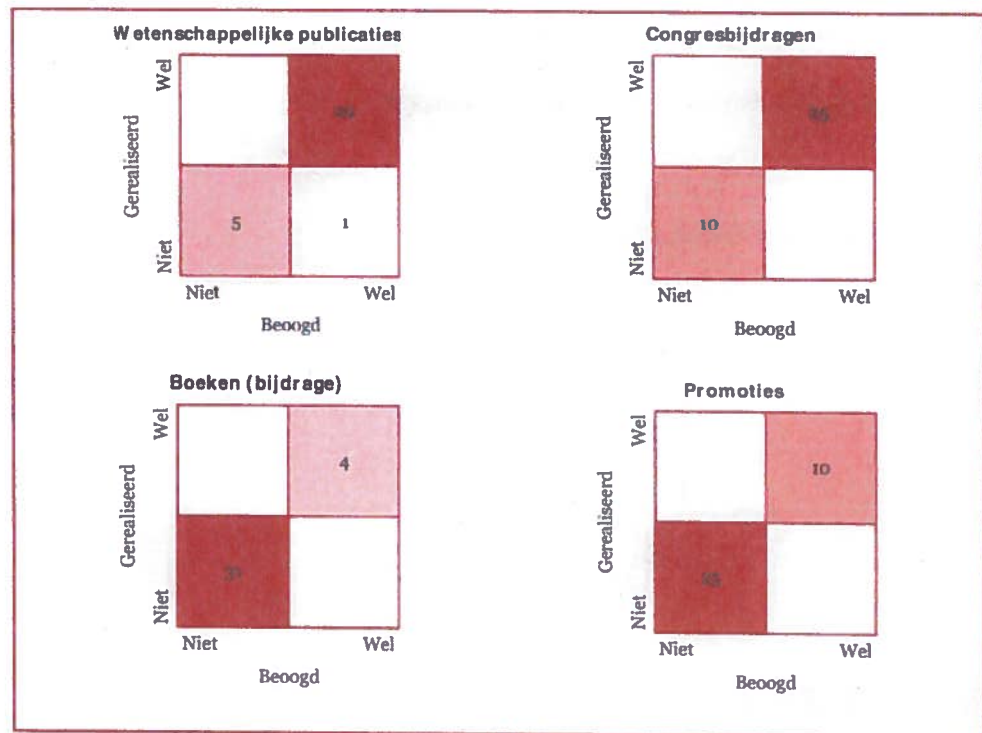 Wetenschappelijke publicaties
Wel
Gerealiseerd
Niet
5
1
Niet
Wel
Beoogd
Congresbijdragen
Wel
Gerealiseerd
Niet
10
Niet
Wel
Beoogd
Boeken (bijdrage)
Wel
4
Gerealiseerd
Niet
Niet
Wel
Beoogd
Promoties
Wel
10
Gerealiseerd
Niet
Niet
Wel
Beoogd